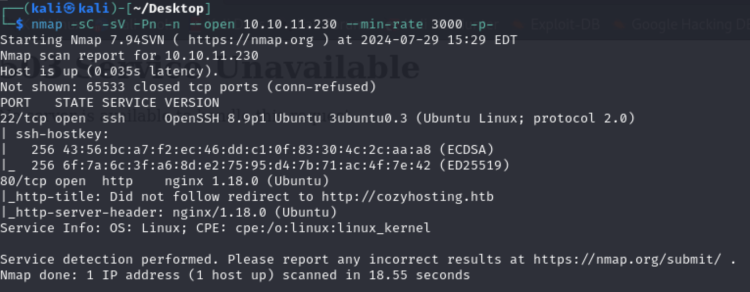 ┌──(kali㉿kali)-[~/Desktop]
└─$ nmap -sC -sV -Pn -n --open 10.10.11.230 --min-rate 3000 -p-
Exploit-DB
Google Hacking
Starting Nmap 7.94SVN ( https://nmap.org ) at 2024-07-29 15:29 EDT
Nmap scan report for 10.10.11.230
Unavailable
Host is up (0.035s latency).
Not shown: 65533 closed tcp ports (conn-refused)
PORT   STATE SERVICE VERSION
22/tcp open  ssh     OpenSSH 8.9p1 Ubuntu 3ubuntu0.3 (Ubuntu Linux; protocol 2.0)
| ssh-hostkey:
|   256 43:56:bc:a7:f2:ec:46:dd:c1:0f:83:30:4c:2c:aa:a8 (ECDSA)
|_  256 6f:7a:6c:3f:a6:8d:e2:75:95:d4:7b:71:ac:4f:7e:42 (ED25519)
80/tcp open  http    nginx 1.18.0 (Ubuntu)
|_http-title: Did not follow redirect to http://cozyhosting.htb
|_http-server-header: nginx/1.18.0 (Ubuntu)
Service Info: OS: Linux; CPE: cpe:/o:linux:linux_kernel

Service detection performed. Please report any incorrect results at https://nmap.org/submit/ .
Nmap done: 1 IP address (1 host up) scanned in 18.55 seconds